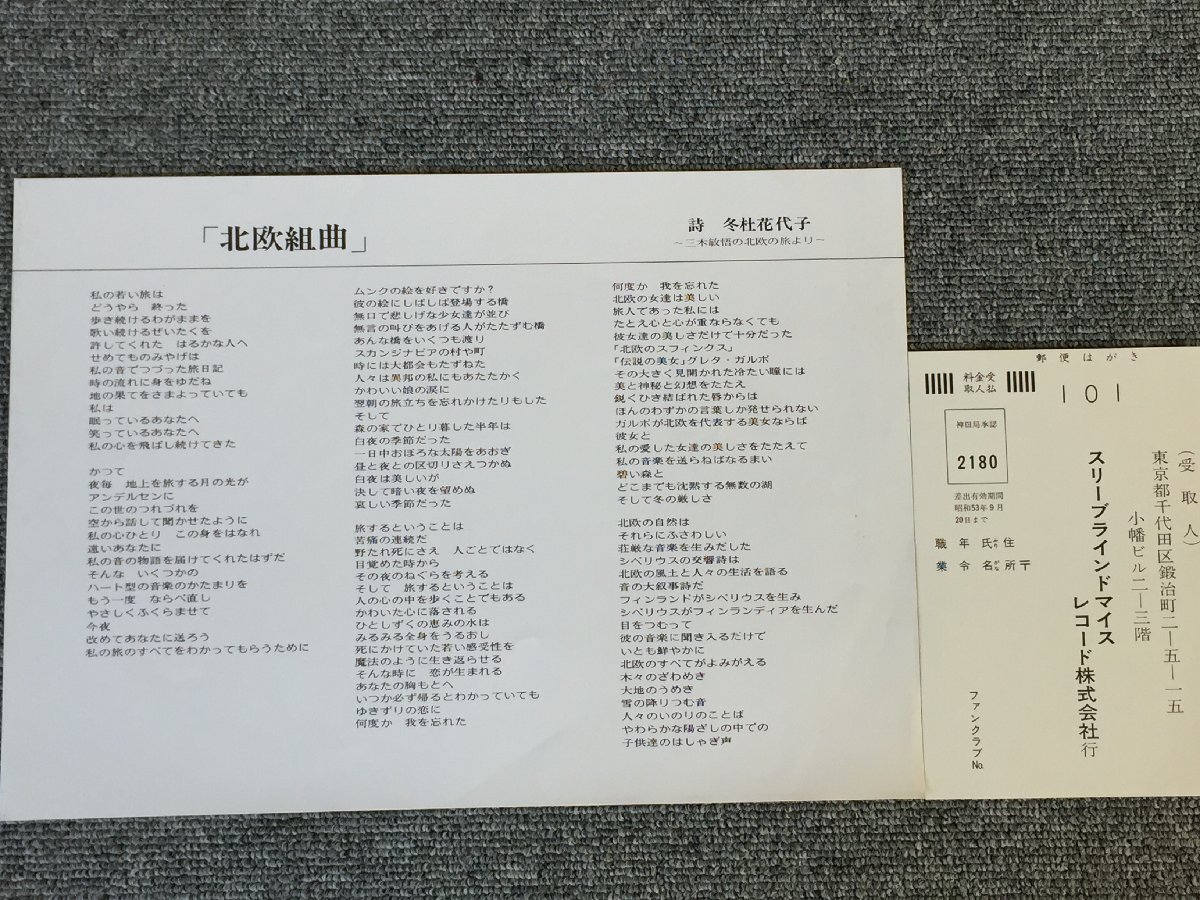 「北欧組曲」
詩　冬杜花代子
～三木敏悟の北欧の旅より～
私の若い旅は
どうやら　終った
歩き続けるわがままを
歌い続けるぜいたくを
許してくれた　はるかな人へ
せめてものみやげは
私の音でつづった旅日記
時の流れに身をゆだね
地の果てをさまよっていても
私は
眠っているあなたへ
笑っているあなたへ
私の心を飛ばし続けてきた
かつて
夜毎　地上を旅する月の光が
アンデルセンに
この世のつれづれを
空から話して聞かせたように
私の心ひとり　この身をはなれ
遠いあなたに
私の音の物語を届けてくれたはずだ
そんな　いくつかの
ハート型の音楽のかたまりを
もう一度　ならべ直し
やさしくふくらませて
今夜
改めてあなたに送ろう
私の旅のすべてをわかってもらうために
ムンクの絵を好きですか？
彼の絵にしばしば登場する橋
無口で悲しげな少女達が並び
無言の叫びをあげる人がたたずむ橋
あんな橋をいくつも渡り
スカンジナビアの村や町
時には大都会もたずねた
人々は異邦の私にもあたたかく
かわいい娘の涙に
翌朝の旅立ちを忘れかけたりもした
そして
森の家でひとり暮した半年は
白夜の季節だった
一日中おぼろな太陽をあおぎ
昼と夜との区切りさえつかぬ
白夜は美しいが
決して暗い夜を望めぬ
哀しい季節だった
旅するということは
苦痛の連続だ
野たれ死にさえ　人ごとではなく
目覚めた時から
その夜のねぐらを考える
そして　旅するということは
人の心の中を歩くことでもある
かわいた心に落される
ひとしずくの恵みの水は
みるみる全身をうるおし
死にかけていた若い感受性を
魔法のように生き返らせる
そんな時に　恋が生まれる
あなたの胸もとへ
いつか必ず帰るとわかっていても
ゆきずりの恋に
何度か　我を忘れた
何度か　我を忘れた
北欧の女達は美しい
旅人であった私には
たとえ心と心が重ならなくても
彼女達の美しさだけで十分だった
「北欧のスフィンクス」
「伝説の美女」グレタ・ガルボ
その大きく見開かれた冷たい瞳には
美と神秘と幻想をたたえ
鋭くひき結ばれた唇からは
ほんのわずかの言葉しか発せられない
ガルボが北欧を代表する美女ならば
彼女と
私の愛した女達の美しさをたたえて
私の音楽を送らねばなるまい
碧い森と
どこまでも沈黙する無数の湖
そして冬の厳しさ
北欧の自然は
それらにふさわしい
荘厳な音楽を生みだした
シベリウスの交響詩は
北欧の風土と人々の生活を語る
音の大叙事詩だ
フィンランドがシベリウスを生み
シベリウスがフィンランディアを生んだ
目をつむって
彼の音楽に聞き入るだけで
いとも鮮やかに
北欧のすべてがよみがえる
木々のざわめき
大地のうめき
雪の降りつむ音
人々のいのりのことば
やわらかな陽ざしの中での
子供達のはしゃぎ声
郵便はがき
料金受
取人払
101
神田局承認
2180
差出有効期間
昭和53年9月
20日まで
（受取人）
東京都千代田区鍛治町二－五－一五
小幡ビル二－三階
スリーブラインドマイス
レコード株式会社行
住所〒
氏名
ふりがな
年令
職業
ファンクラブNo.